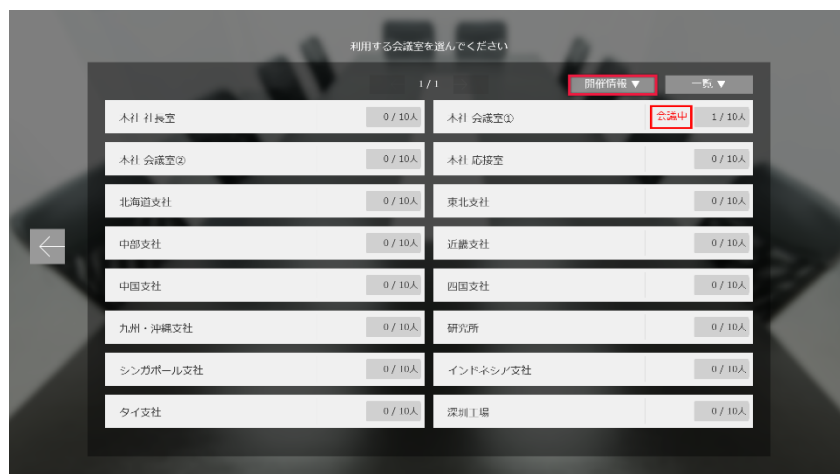 利用する会議室を選んでください
1/1
開催情報 ▼
一覧 ▼
本社 社長室 0 / 10人
本社 会議室① 会議中 1 / 10人
本社 会議室② 0 / 10人
本社 応接室 0 / 10人
北海道支社 0 / 10人
東北支社 0 / 10人
中部支社 0 / 10人
近畿支社 0 / 10人
中国支社 0 / 10人
四国支社 0 / 10人
九州・沖縄支社 0 / 10人
研究所 0 / 10人
シンガポール支社 0 / 10人
インドネシア支社 0 / 10人
タイ支社 0 / 10人
深圳工場 0 / 10人